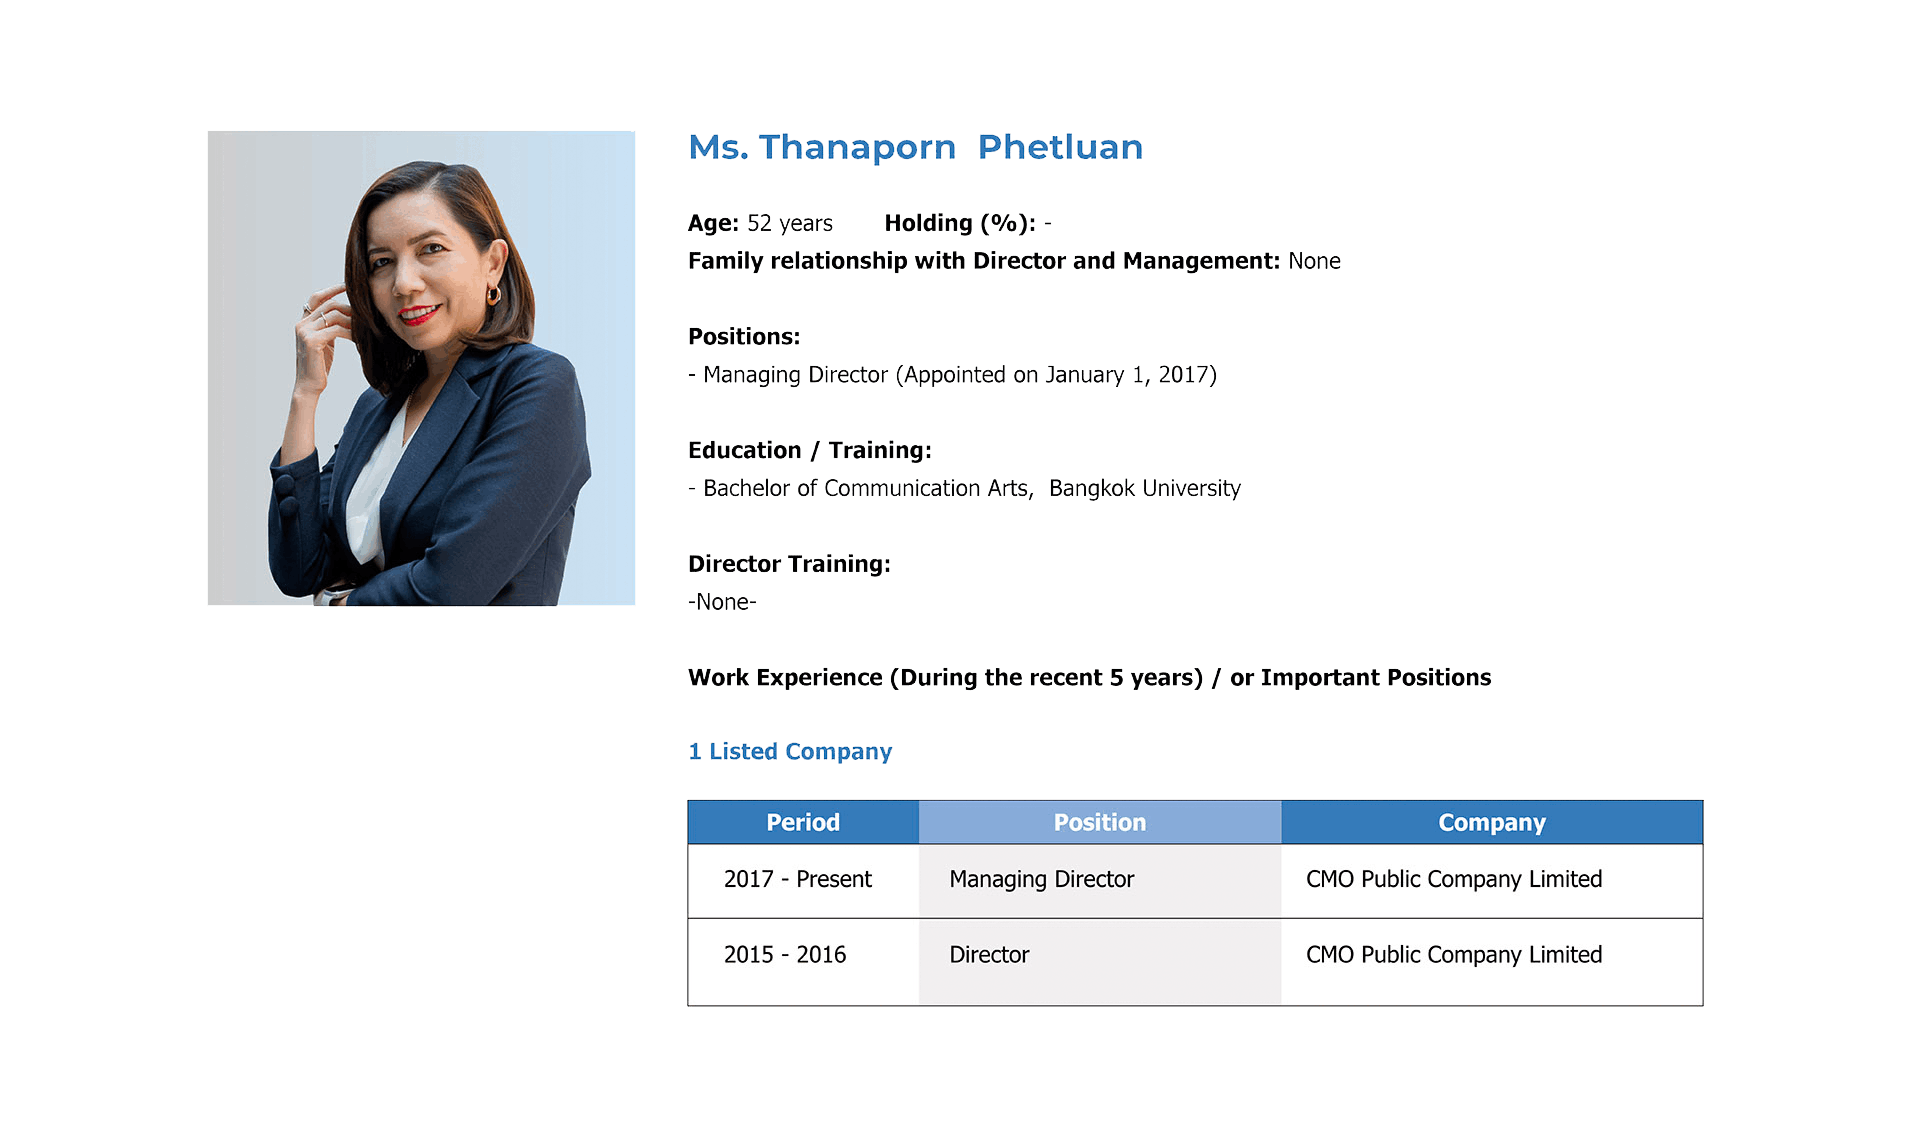 Ms. Thanaporn  Phetluan
Age: 52 years Holding (%): -
Family relationship with Director and Management: None
Positions:
- Managing Director (Appointed on January 1, 2017)
Education / Training:
- Bachelor of Communication Arts,  Bangkok University
Director Training:
-None-
Work Experience (During the recent 5 years) / or Important Positions
1 Listed Company
Period Position Company
2017 - Present Managing Director CMO Public Company Limited
2015 - 2016 Director CMO Public Company Limited